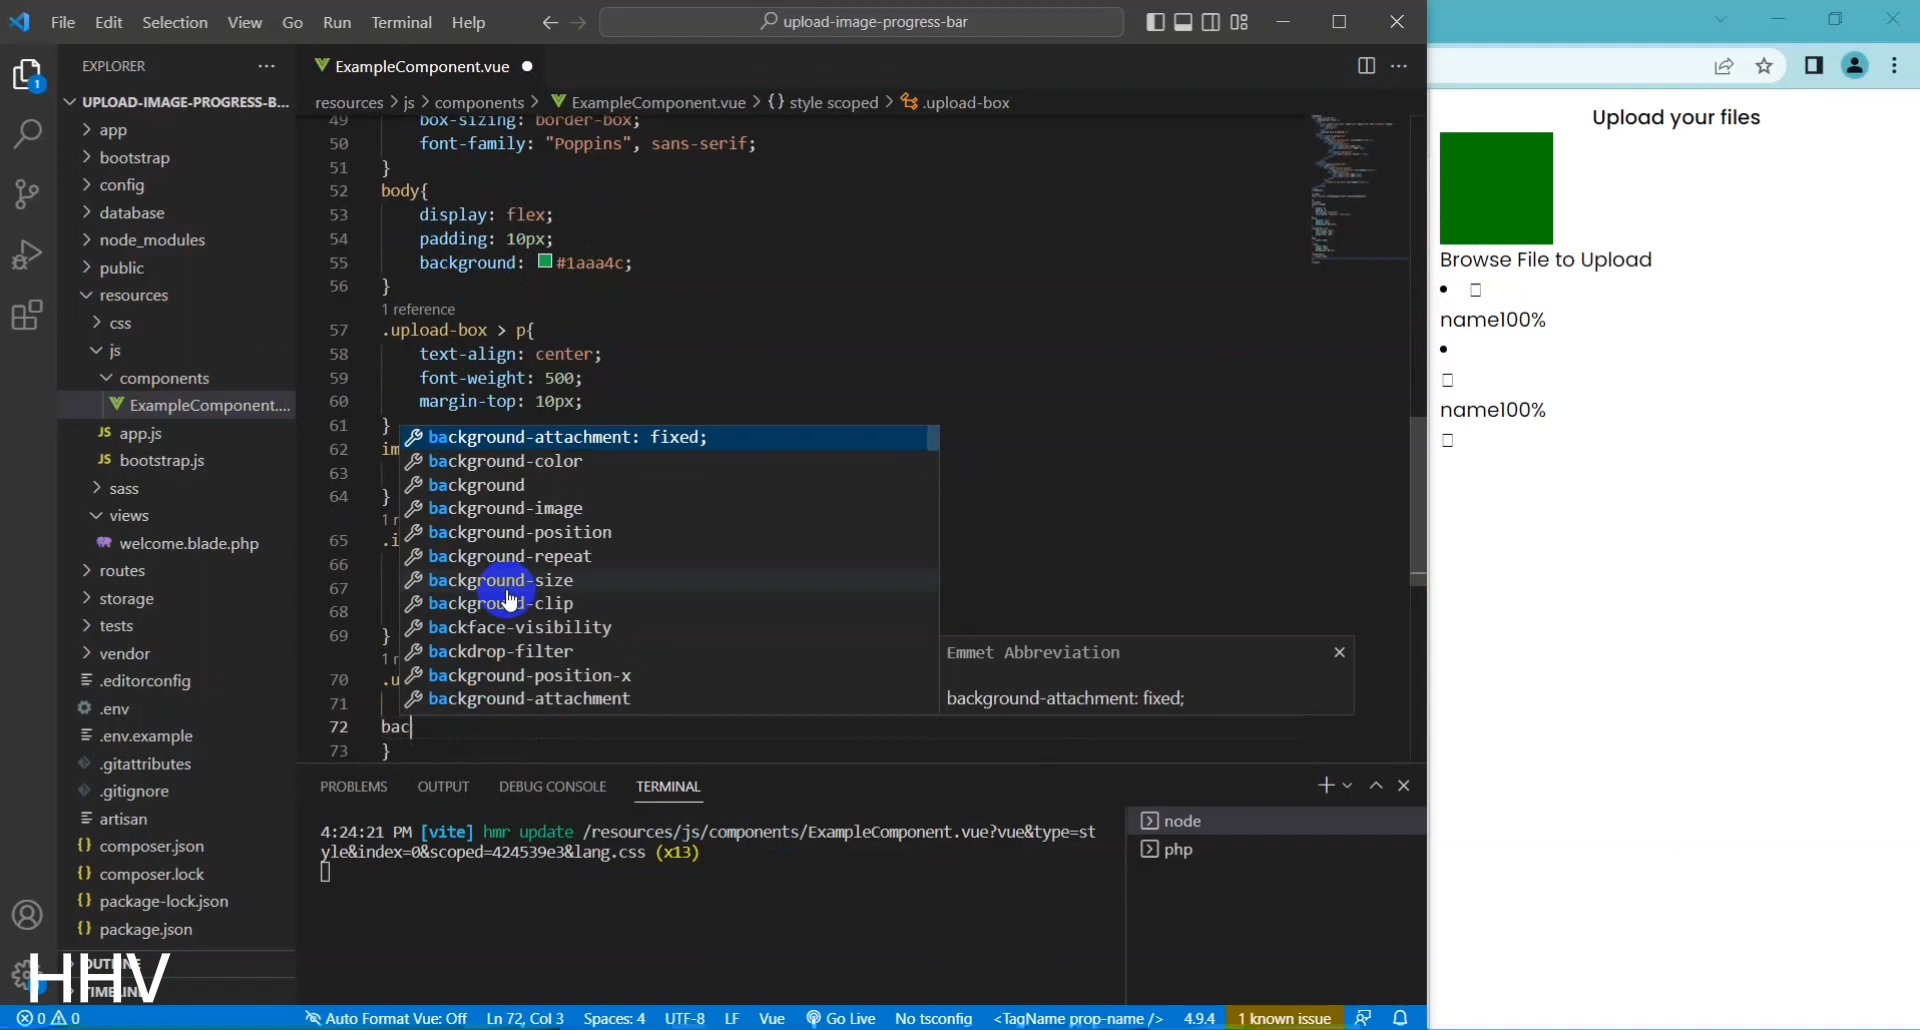 File Edit Selection View Go Run Terminal Help
upload-image-progress-bar
EXPLORER
ExampleComponent.vue
UPLOAD-IMAGE-PROGRESS-B...
resources > js > components > ExampleComponent.vue > {} style scoped > .upload-box
app
bootstrap
config
database
node_modules
public
resources
css
js
components
ExampleComponent....
JS app.js
JS bootstrap.js
sass
views
welcome.blade.php
routes
storage
tests
vendor
.editorconfig
.env
.env.example
.gitattributes
.gitignore
artisan
{} composer.json
{} composer.lock
{} package-lock.json
{} package.json
OUTLINE
TIMELINE
HHV
49 box-sizing: border-box;
50 font-family: "Poppins", sans-serif;
51 }
52 body{
53 display: flex;
54 padding: 10px;
55 background: #1aaa4c;
56 }
1 reference
57 .upload-box > p{
58 text-align: center;
59 font-weight: 500;
60 margin-top: 10px;
61 }
62 im
63
64 }
1 r
65 .i
66
67
68
69 }
1 r
70 .u
71
72 bac
73 }
background-attachment: fixed;
background-color
background
background-image
background-position
background-repeat
background-size
background-clip
backface-visibility
backdrop-filter
background-position-x
background-attachment
Emmet Abbreviation
background-attachment: fixed;
PROBLEMS OUTPUT DEBUG CONSOLE TERMINAL
4:24:21 PM [vite] hmr update /resources/js/components/ExampleComponent.vue?vue&type=st
yle&index=0&scoped=424539e3&lang.css (x13)
node
php
0 0 Auto Format Vue: Off Ln 72, Col 3 Spaces: 4 UTF-8 LF Vue Go Live No tsconfig <TagName prop-name /> 4.9.4 1 known issue
Upload your files
Browse File to Upload
name100%
name100%